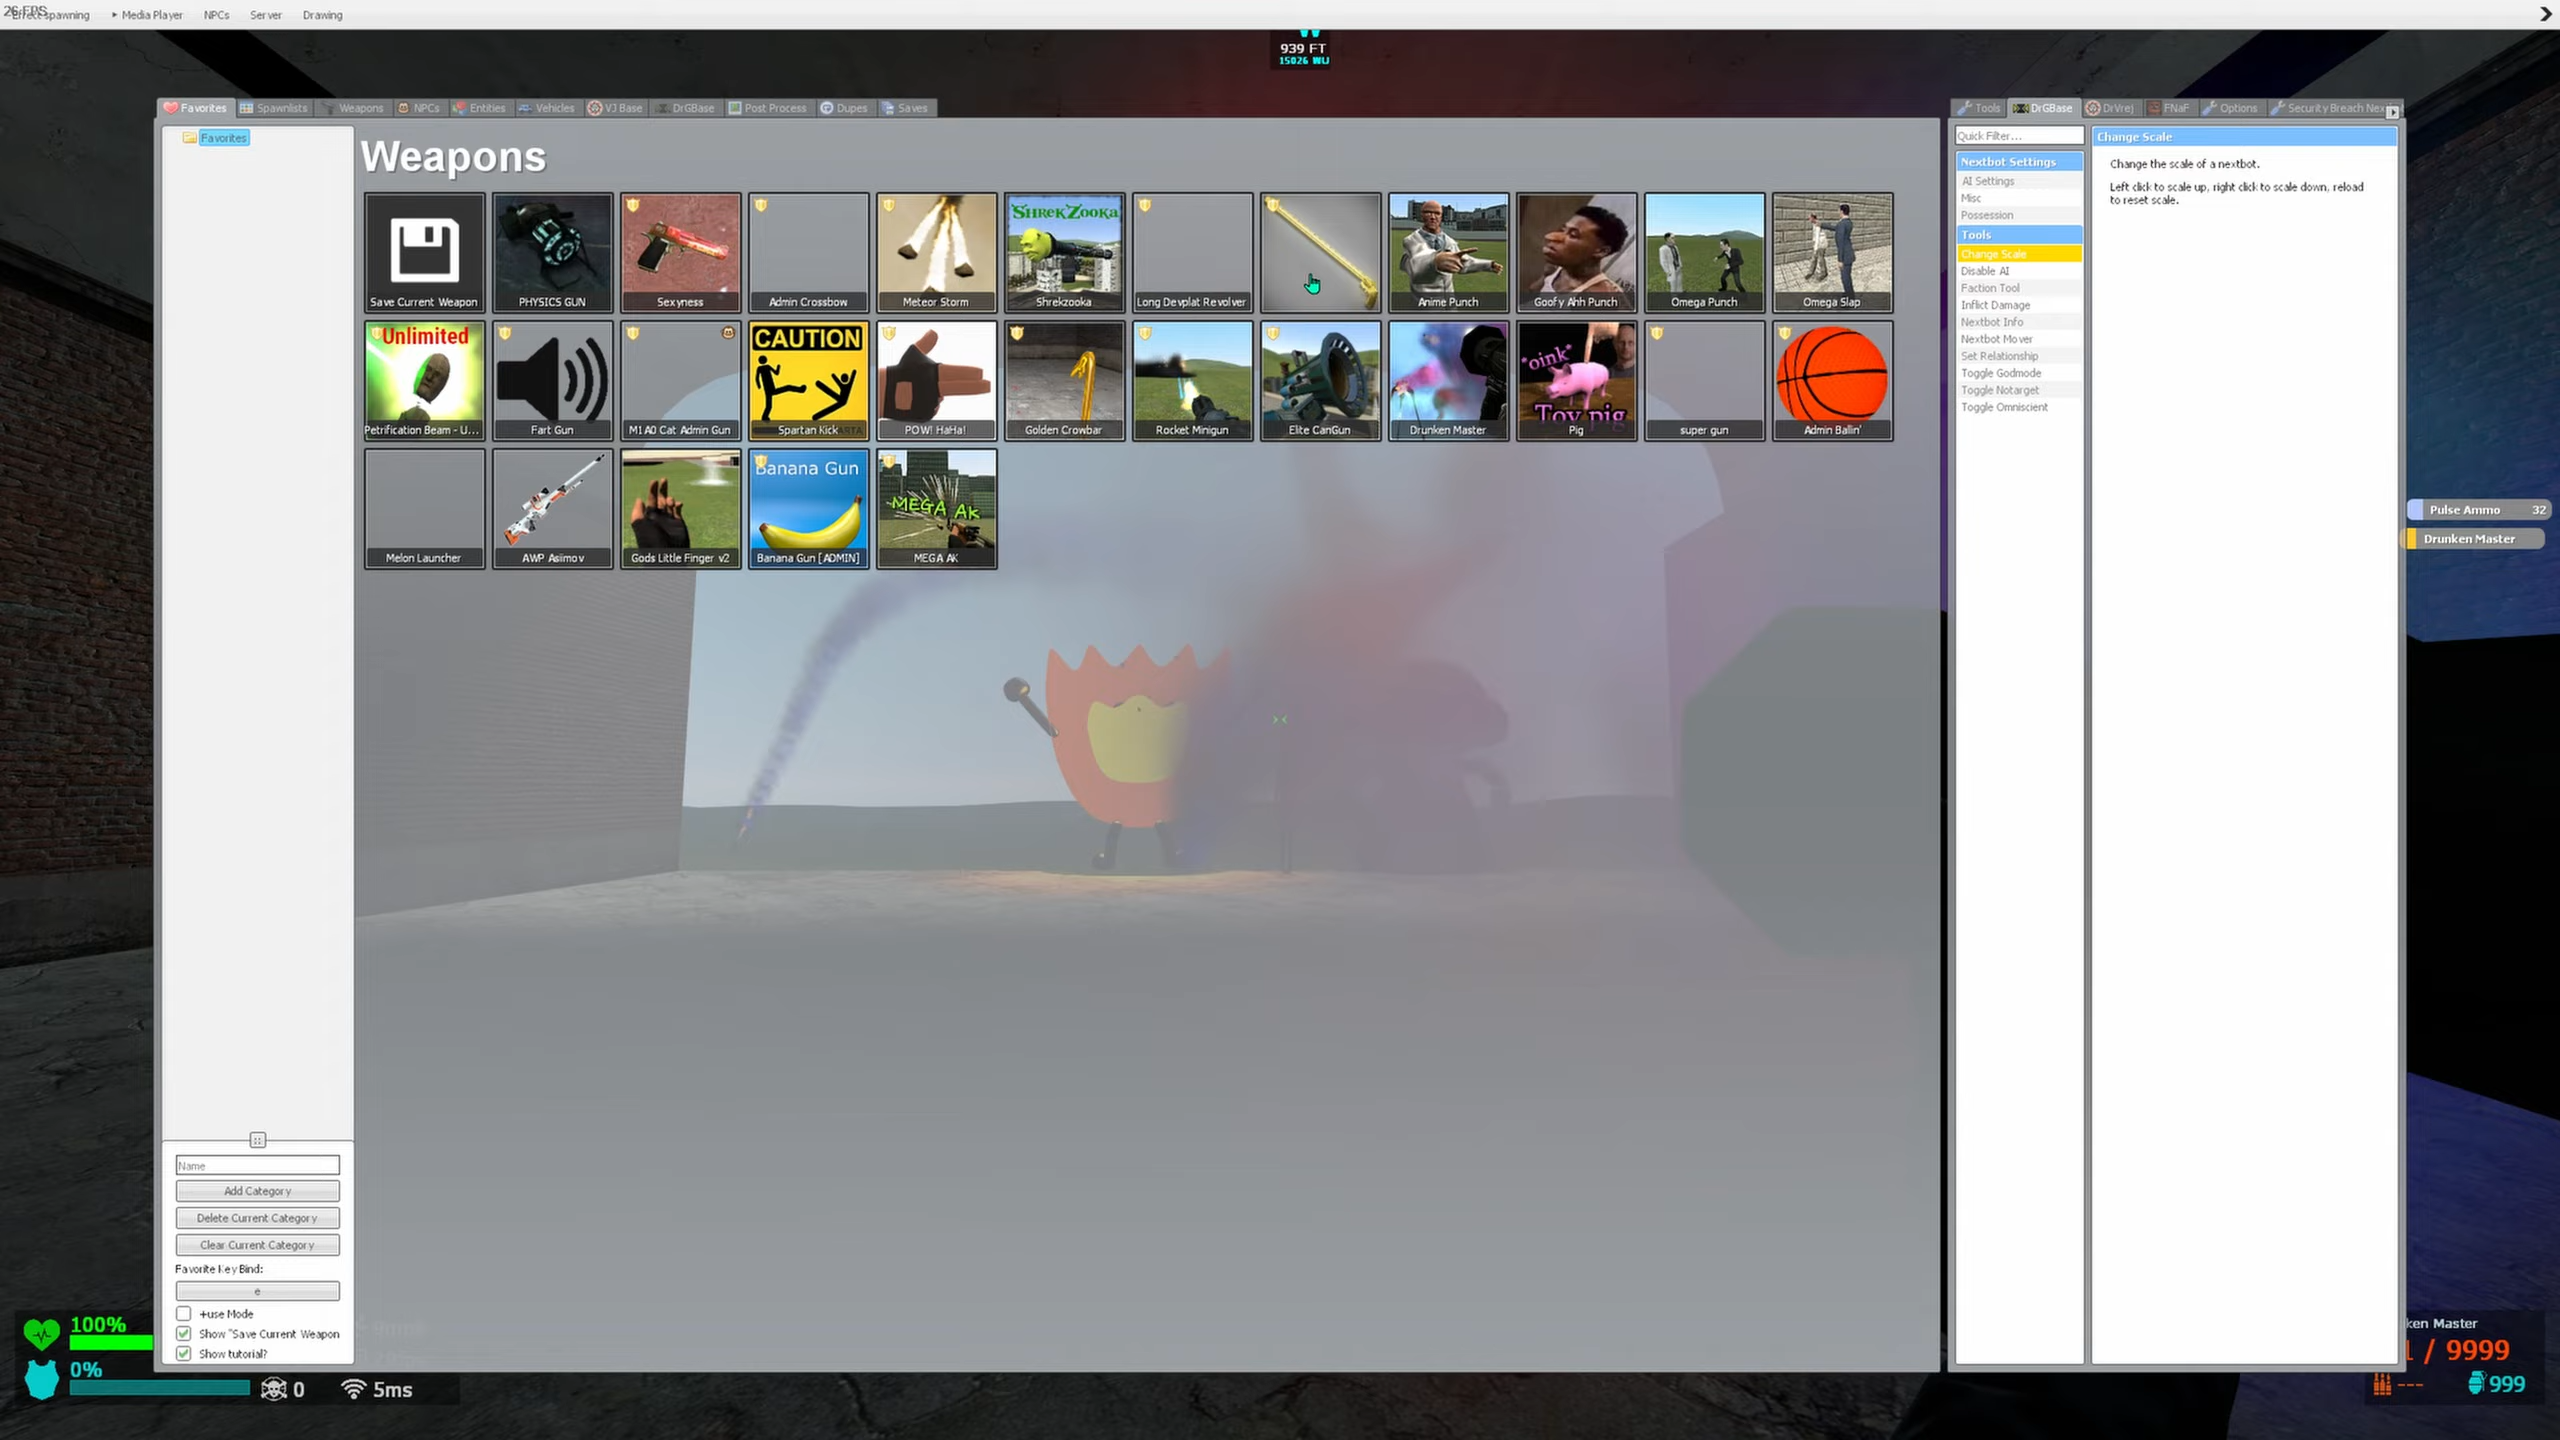 26 FPS
Effect spawning
Media Player
NPCs
Server
Drawing
939 FT
15026 WU
Favorites
Spawnlists
Weapons
NPCs
Entities
Vehicles
VJ Base
DrGBase
Post Process
Dupes
Saves
Tools
DrGBase
DrVrej
FNaF
Options
Security Breach Nex
Favorites
Weapons
Save Current Weapon
PHYSICS GUN
Sexyness
Admin Crossbow
Meteor Storm
SHREKZOOKA
Shrekzooka
Long Devplat Revolver
Anime Punch
Goofy Ahh Punch
Omega Punch
Omega Slap
Unlimited
Petrification Beam - U...
Fart Gun
M1A0 Cat Admin Gun
CAUTION
Spartan Kick
POW! HaHa!
Golden Crowbar
Rocket Minigun
Elite CanGun
Drunken Master
*oink*
Toy pig
Pig
super gun
Admin Ballin'
Melon Launcher
AWP Asiimov
Gods Little Finger v2
Banana Gun
Banana Gun [ADMIN]
MEGA AK
MEGA AK
Quick Filter...
Nextbot Settings
AI Settings
Misc
Possession
Tools
Change Scale
Disable AI
Faction Tool
Inflict Damage
Nextbot Info
Nextbot Mover
Set Relationship
Toggle Godmode
Toggle Notarget
Toggle Omniscient
Change Scale
Change the scale of a nextbot.
Left click to scale up, right click to scale down, reload
to reset scale.
Pulse Ammo 32
Drunken Master
Name
Add Category
Delete Current Category
Clear Current Category
Favorite Key Bind:
e
+use Mode
Show "Save Current Weapon
Show tutorial?
100%
0%
0
5ms
ken Master
1 / 9999
---
999